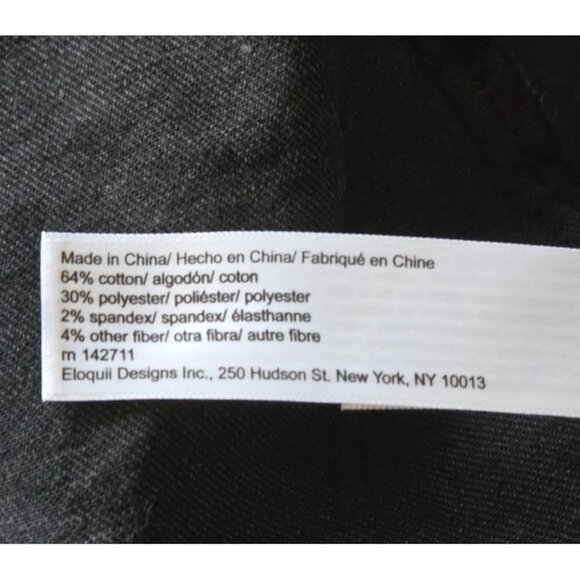 Made in China/ Hecho en China/ Fabriqué en Chine
64% cotton/ algodón/ coton
30% polyester/ poliéster/ polyester
2% spandex/ spandex/ élasthanne
4% other fiber/ otra fibra/ autre fibre
m 142711
Eloquii Designs Inc., 250 Hudson St. New York, NY 10013